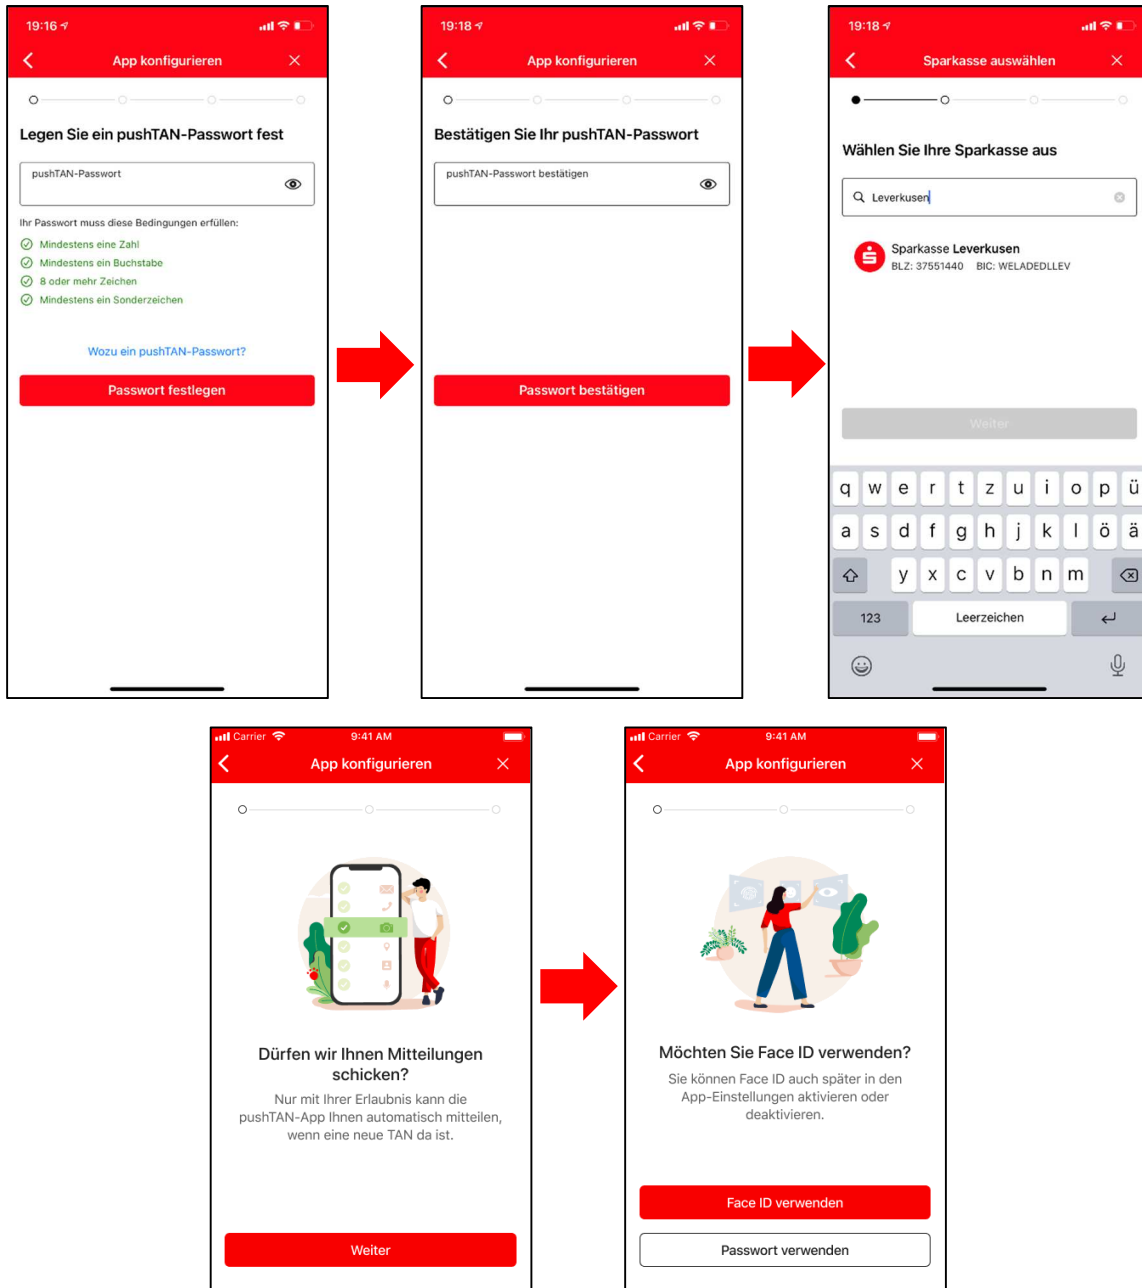 19:16
App konfigurieren
Legen Sie ein pushTAN-Passwort fest
pushTAN-Passwort
Ihr Passwort muss diese Bedingungen erfüllen:
Mindestens eine Zahl
Mindestens ein Buchstabe
8 oder mehr Zeichen
Mindestens ein Sonderzeichen
Wozu ein pushTAN-Passwort?
Passwort festlegen
19:18
App konfigurieren
Bestätigen Sie Ihr pushTAN-Passwort
pushTAN-Passwort bestätigen
Passwort bestätigen
19:18
Sparkasse auswählen
Wählen Sie Ihre Sparkasse aus
Leverkusen
Sparkasse Leverkusen
BLZ: 37551440 BIC: WELADEDLLEV
Weiter
q w e r t z u i o p ü
a s d f g h j k l ö ä
y x c v b n m
123 Leerzeichen
Carrier 9:41 AM
App konfigurieren
Dürfen wir Ihnen Mitteilungen
schicken?
Nur mit Ihrer Erlaubnis kann die
pushTAN-App Ihnen automatisch mitteilen,
wenn eine neue TAN da ist.
Weiter
Carrier 9:41 AM
App konfigurieren
Möchten Sie Face ID verwenden?
Sie können Face ID auch später in den
App-Einstellungen aktivieren oder
deaktivieren.
Face ID verwenden
Passwort verwenden